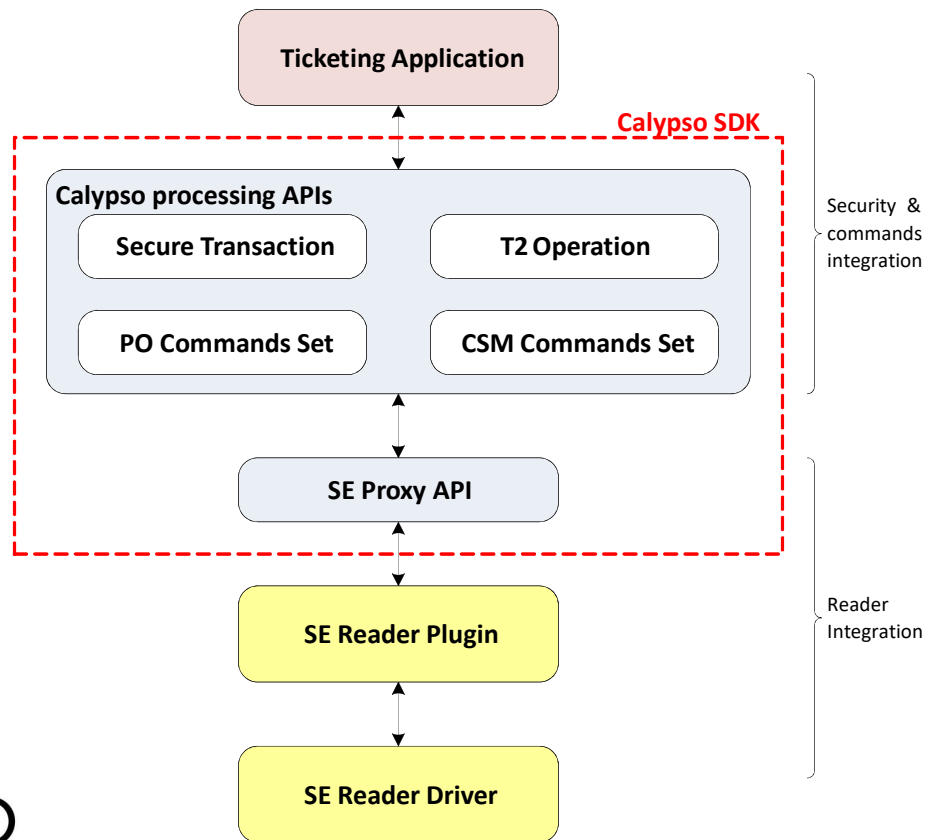 Ticketing Application
Calypso SDK
Calypso processing APIs
Secure Transaction
T2 Operation
PO Commands Set
CSM Commands Set
Security &
commands
integration
SE Proxy API
SE Reader Plugin
Reader
Integration
SE Reader Driver